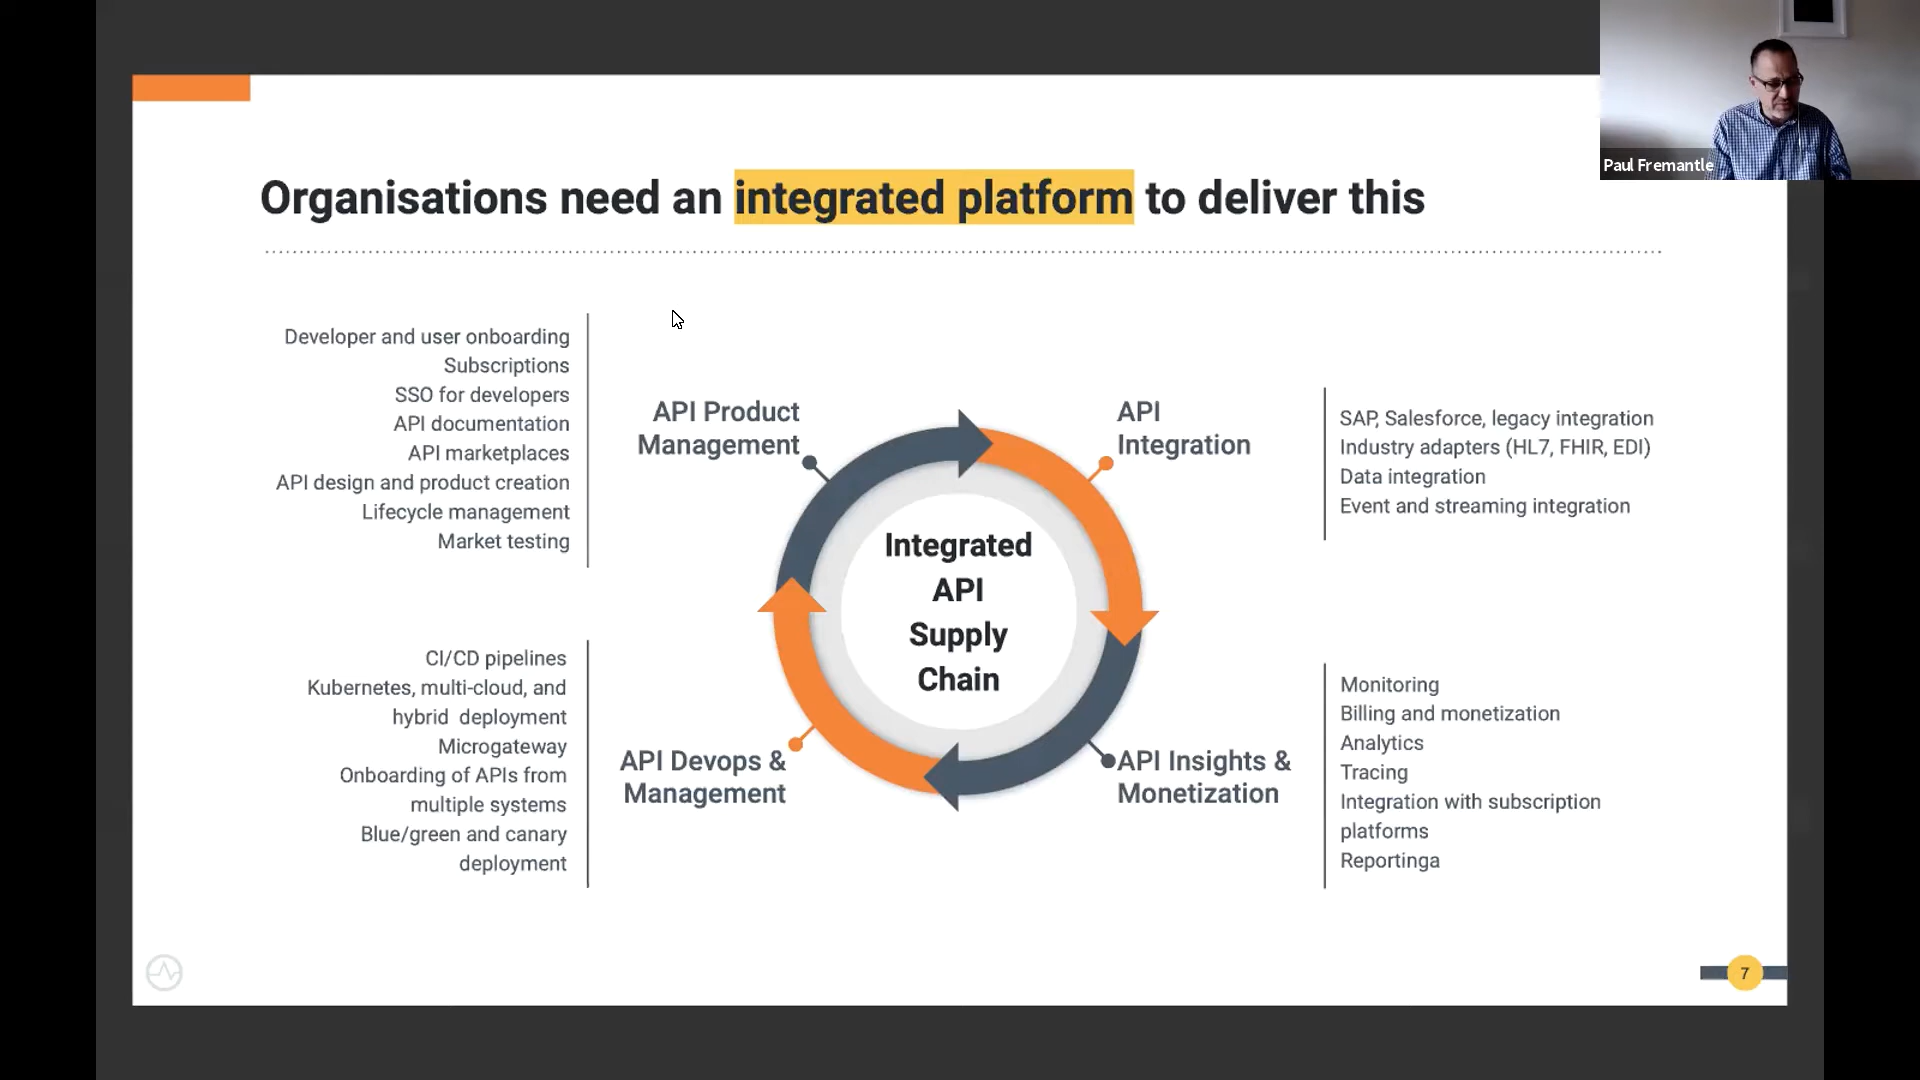 Paul Fremantle
Organisations need an integrated platform to deliver this
Developer and user onboarding
Subscriptions
SSO for developers
API documentation
API marketplaces
API design and product creation
Lifecycle management
Market testing
API Product
Management
API
Integration
SAP, Salesforce, legacy integration
Industry adapters (HL7, FHIR, EDI)
Data integration
Event and streaming integration
Integrated
API
Supply
Chain
CI/CD pipelines
Kubernetes, multi-cloud, and
hybrid deployment
Microgateway
Onboarding of APIs from
multiple systems
Blue/green and canary
deployment
API Devops &
Management
API Insights &
Monetization
Monitoring
Billing and monetization
Analytics
Tracing
Integration with subscription
platforms
Reportinga
7